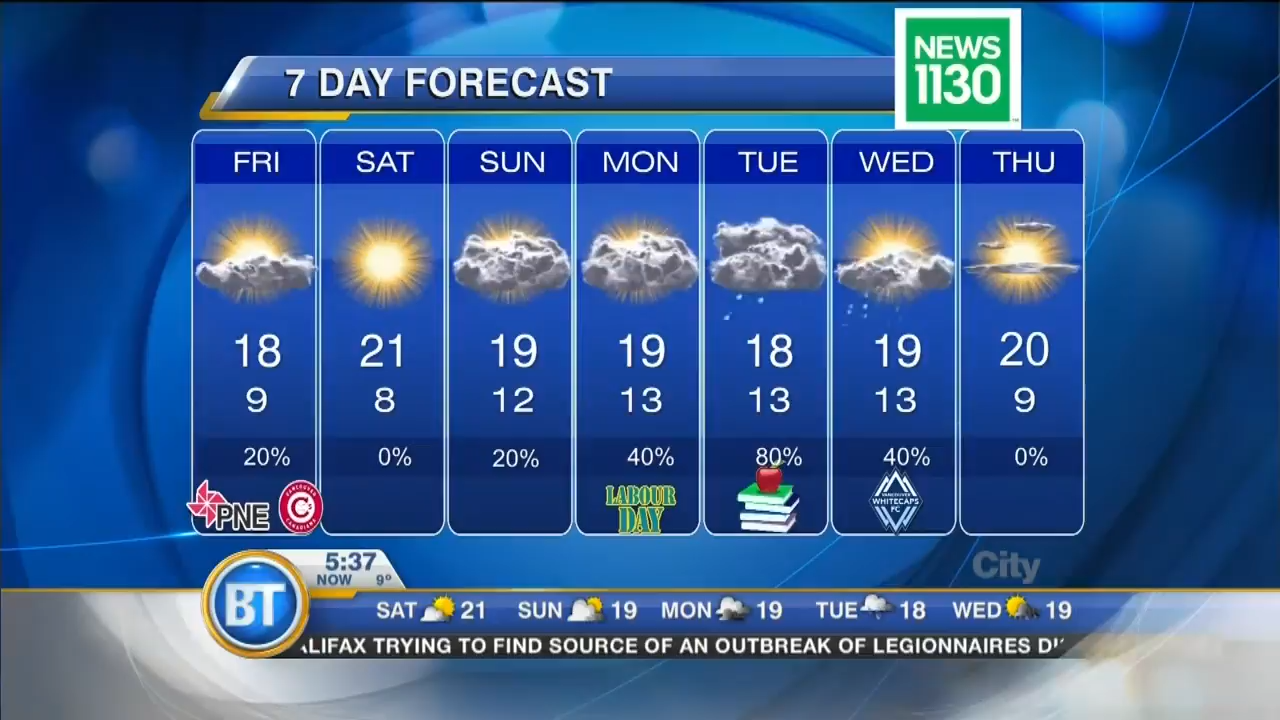 7 DAY FORECAST
NEWS
1130
FRI SAT SUN MON TUE WED THU
18 21 19 19 18 19 20
9 8 12 13 13 13 9
20% 0% 20% 40% 80% 40% 0%
PNE
VANCOUVER
C
CANADIANS
LABOUR
DAY
VANCOUVER
WHITECAPS
FC
City
5:37
NOW 9°
BT
SAT 21 SUN 19 MON 19 TUE 18 WED 19
ALIFAX TRYING TO FIND SOURCE OF AN OUTBREAK OF LEGIONNAIRES